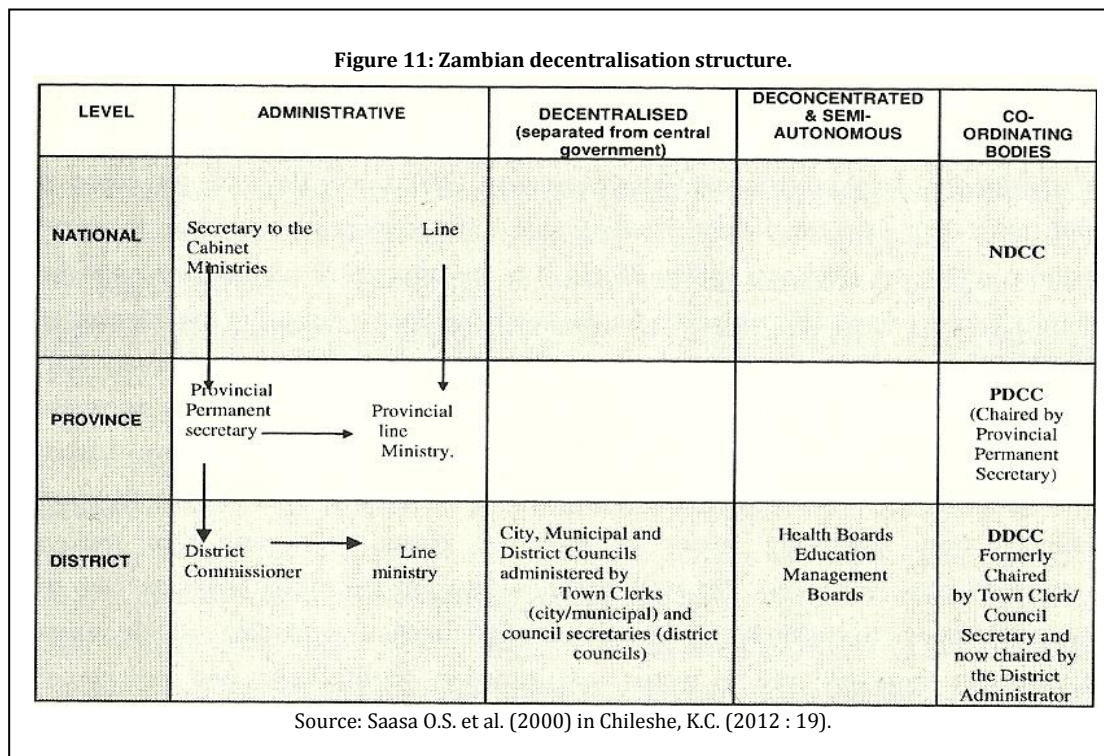 Figure 11: Zambian decentralisation structure.
LEVEL
ADMINISTRATIVE
DECENTRALISED
(separated from central
government)
DECONCENTRATED
& SEMI-
AUTONOMOUS
CO-
ORDINATING
BODIES
NATIONAL
Secretary to the
Cabinet
Ministries
Line
NDCC
PROVINCE
Provincial
Permanent
secretary
Provincial
line
Ministry.
PDCC
(Chaired by
Provincial
Permanent
Secretary)
DISTRICT
District
Commissioner
Line
ministry
City, Municipal and
District Councils
administered by
Town Clerks
(city/municipal) and
council secretaries (district
councils)
Health Boards
Education
Management
Boards
DDCC
Formerly
Chaired
by Town Clerk/
Council
Secretary and
now chaired by
the District
Administrator
Source: Saasa O.S. et al. (2000) in Chileshe, K.C. (2012 : 19).